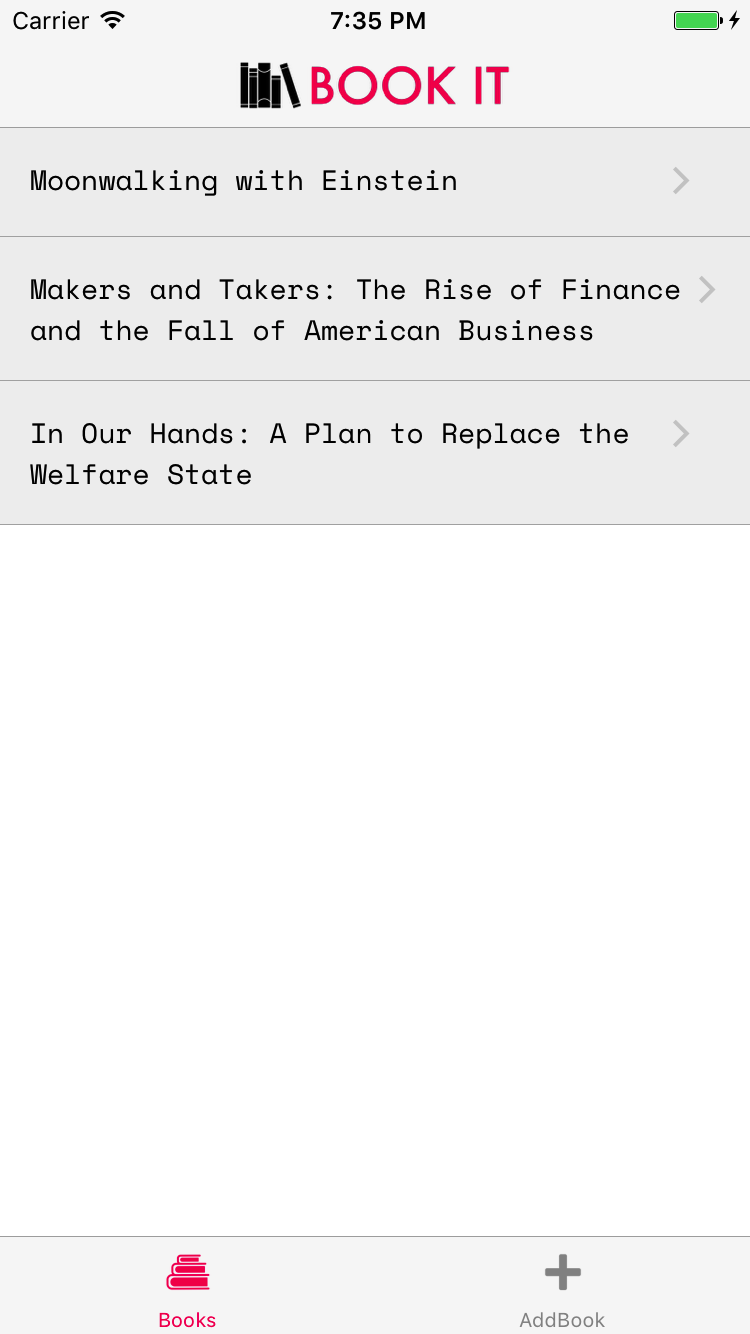 Carrier 7:35 PM
BOOK IT
Moonwalking with Einstein
Makers and Takers: The Rise of Finance
and the Fall of American Business
In Our Hands: A Plan to Replace the
Welfare State
Books AddBook